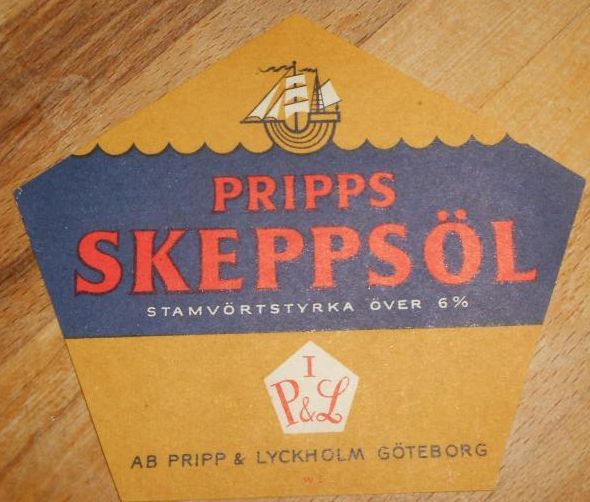 PRIPPS
SKEPPSÖL
STAMVÖRTSTYRKA ÖVER 6%
I
P&L
AB PRIPP & LYCKHOLM GÖTEBORG